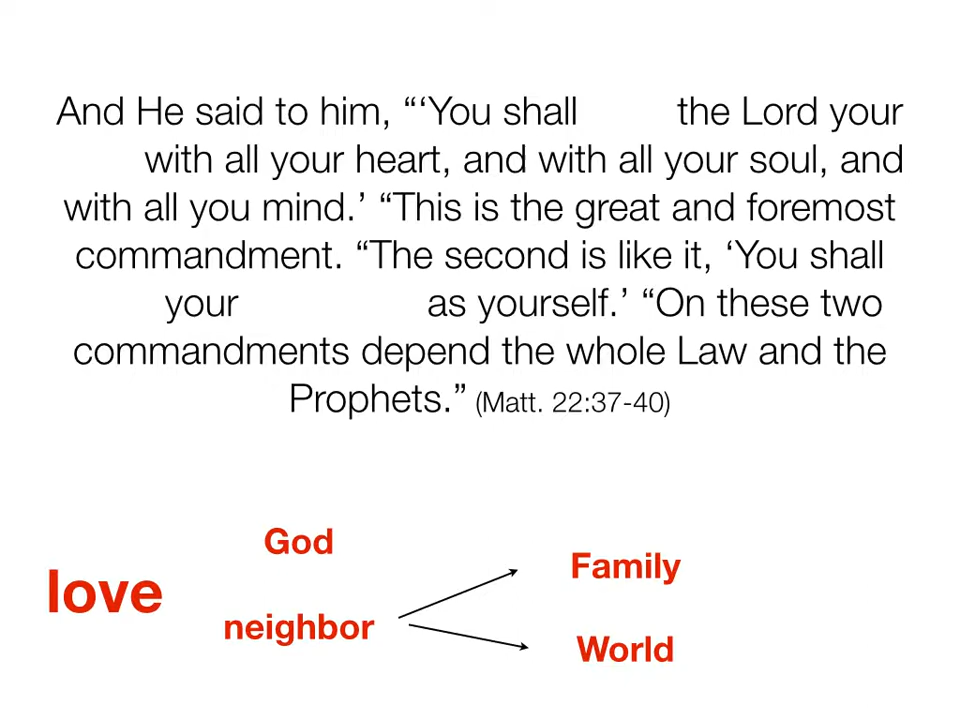 And He said to him, “‘You shall the Lord your
with all your heart, and with all your soul, and
with all you mind.’ “This is the great and foremost
commandment. “The second is like it, ‘You shall
your as yourself.’ “On these two
commandments depend the whole Law and the
Prophets.” (Matt. 22:37-40)
God
love
neighbor
Family
World